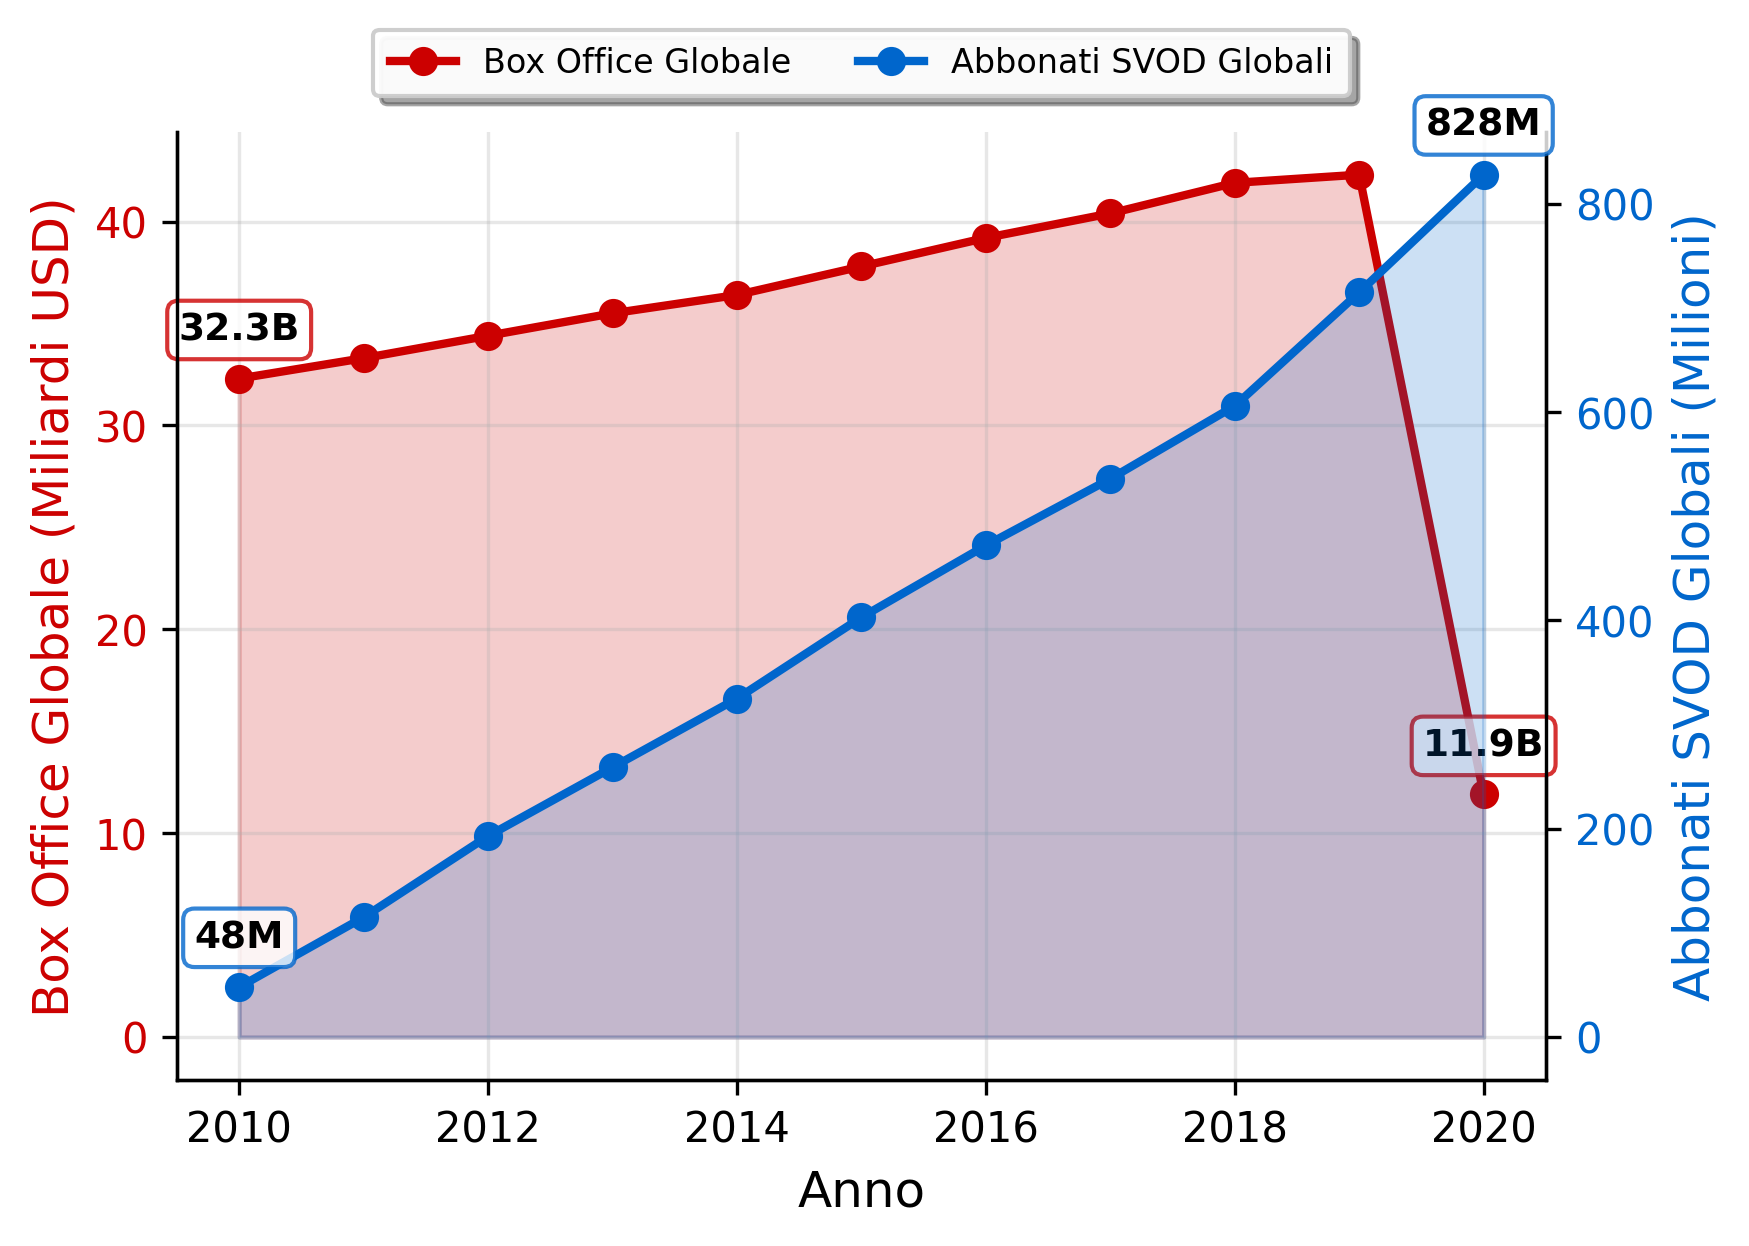 Box Office Globale
Abbonati SVOD Globali
828M
32.3B
11.9B
48M
Box Office Globale (Miliardi USD)
40
30
20
10
0
Abbonati SVOD Globali (Milioni)
800
600
400
200
0
2010 2012 2014 2016 2018 2020
Anno